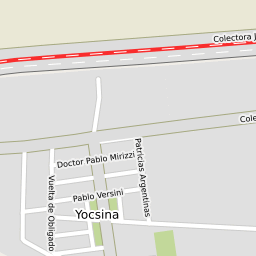 Colectora J
Cole
Doctor Pablo Mirizzi
Patricias Argentinas
Vuelta de Obligado
Pablo Versini
Yocsina